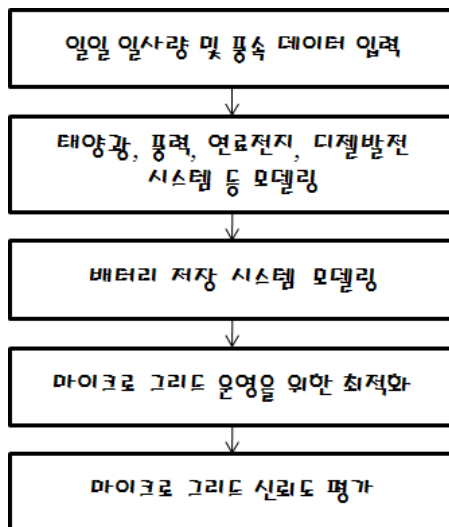 일일 일사량 및 풍속 데이터 입력
태양광, 풍력, 연료전지, 디젤발전
시스템 등 모델링
배터리 저장 시스템 모델링
마이크로 그리드 운영을 위한 최적화
마이크로 그리드 신뢰도 평가